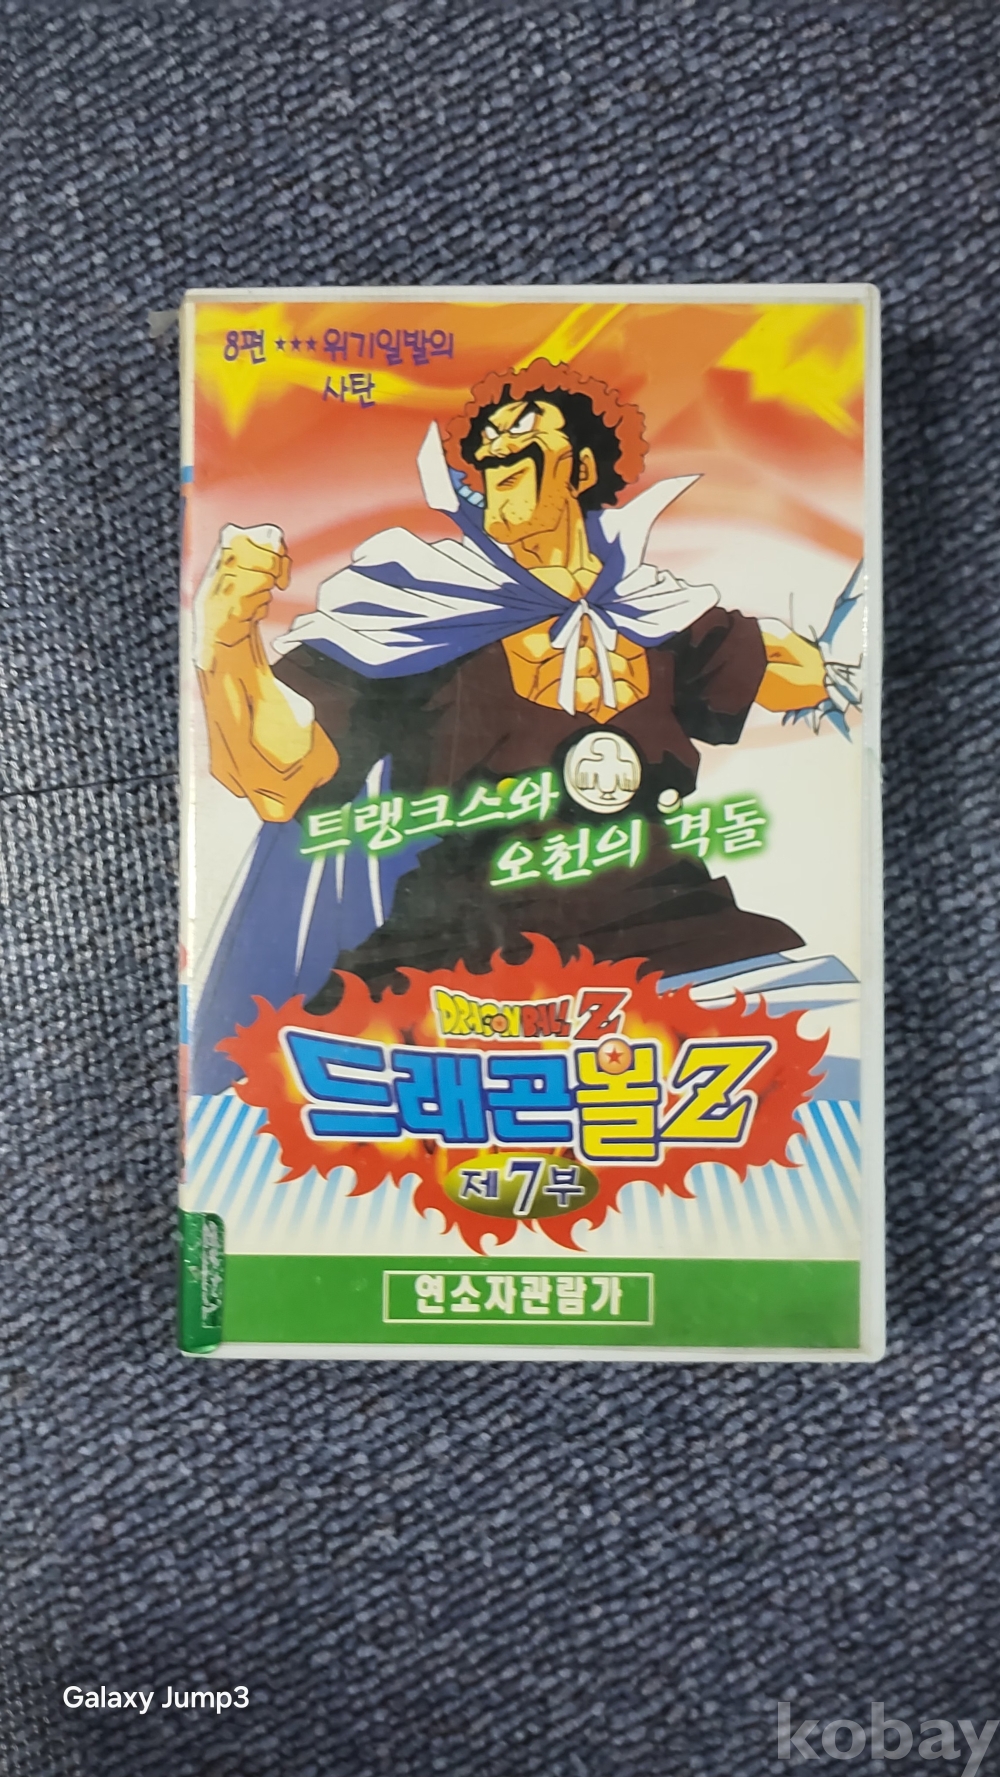 8편 ***위기일발의
사탄
트랭크스와
오천의 격돌
DRAGON BALL Z
드래곤볼Z
제7부
연소자관람가
Galaxy Jump3
kobay